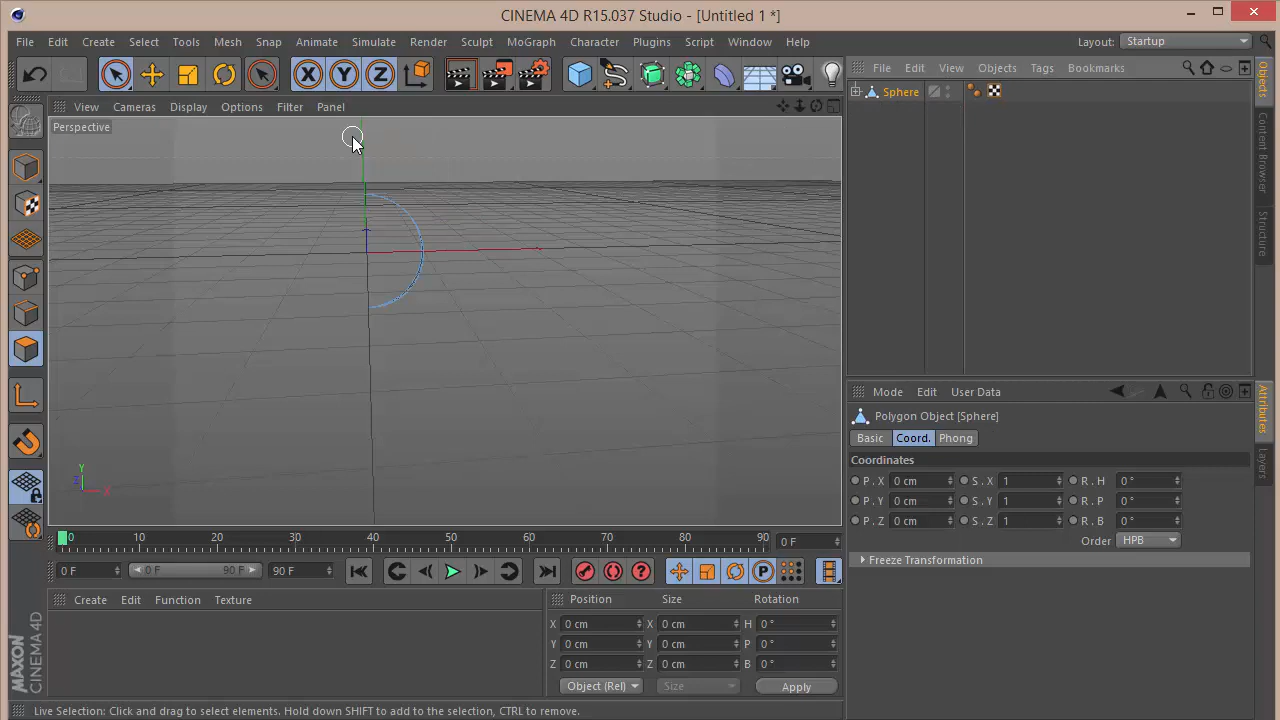 CINEMA 4D R15.037 Studio - [Untitled 1 *]
File Edit Create Select Tools Mesh Snap Animate Simulate Render Sculpt MoGraph Character Plugins Script Window Help Layout: Startup
X Y Z
File Edit View Objects Tags Bookmarks
Sphere
View Cameras Display Options Filter Panel
Perspective
Objects
Content Browser
Structure
Mode Edit User Data
Polygon Object [Sphere]
Basic Coord. Phong
Coordinates
P . X 0 cm S . X 1 R . H 0 °
P . Y 0 cm S . Y 1 R . P 0 °
P . Z 0 cm S . Z 1 R . B 0 °
Order HPB
Freeze Transformation
Attributes
Layers
Y
Z
X
0 10 20 30 40 50 60 70 80 90 0 F
0 F 0 F 90 F 90 F P
Create Edit Function Texture
Position Size Rotation
X 0 cm X 0 cm H 0 °
Y 0 cm Y 0 cm P 0 °
Z 0 cm Z 0 cm B 0 °
Object (Rel) Size Apply
MAXON
CINEMA 4D
Live Selection: Click and drag to select elements. Hold down SHIFT to add to the selection, CTRL to remove.